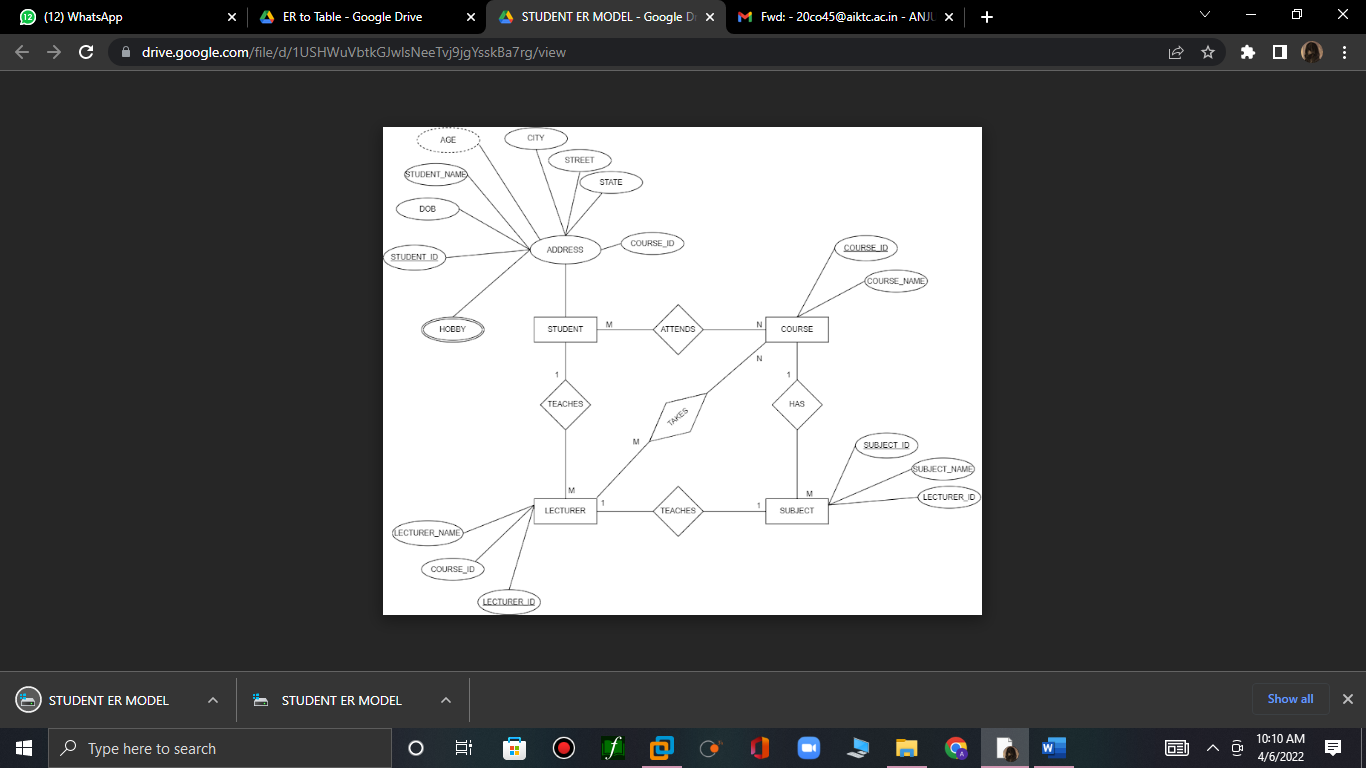 (12) WhatsApp
ER to Table - Google Drive
STUDENT ER MODEL - Google D
Fwd: - 20co45@aiktc.ac.in - ANJU
drive.google.com/file/d/1USHWuVbtkGJwlsNeeTvj9jgYsskBa7rg/view
AGE
CITY
STREET
STUDENT_NAME
STATE
DOB
ADDRESS
COURSE_ID
COURSE_ID
STUDENT_ID
COURSE_NAME
HOBBY
STUDENT
M
ATTENDS
N
COURSE
N
1
1
TEACHES
TAKES
HAS
M
SUBJECT_ID
SUBJECT_NAME
M
M
LECTURER_ID
1
1
LECTURER
TEACHES
SUBJECT
LECTURER_NAME
COURSE_ID
LECTURER_ID
STUDENT ER MODEL
STUDENT ER MODEL
Show all
Type here to search
10:10 AM
4/6/2022